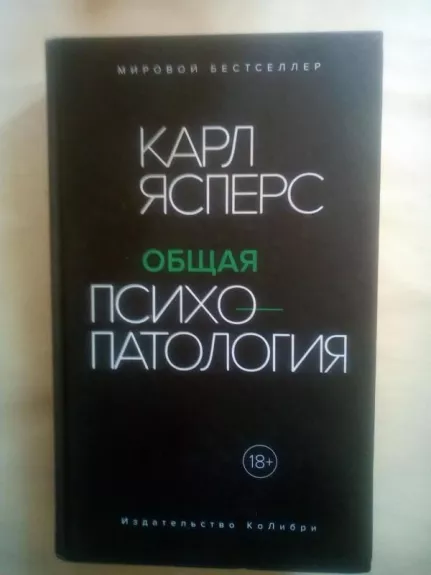 МИРОВОЙ БЕСТСЕЛЛЕР
КАРЛ
ЯСПЕРС
ОБЩАЯ
ПСИХО—
ПАТОЛОГИЯ
18+
Издательство КоЛибри